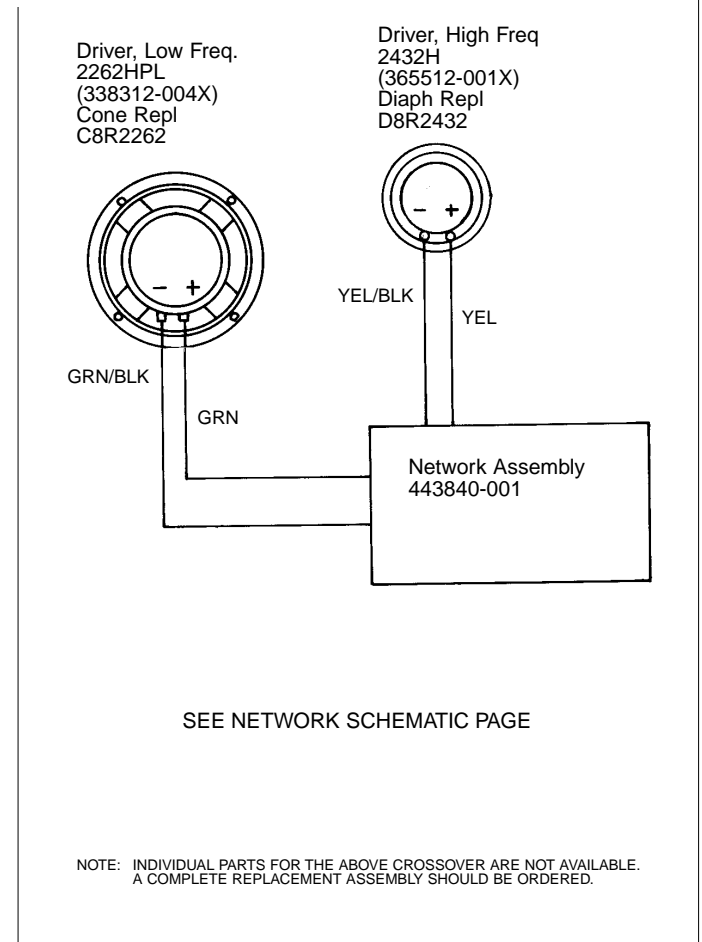 Driver, Low Freq.
2262HPL
(338312-004X)
Cone Repl
C8R2262
Driver, High Freq
2432H
(365512-001X)
Diaph Repl
D8R2432
− +
− +
YEL/BLK
YEL
GRN/BLK
GRN
Network Assembly
443840-001
SEE NETWORK SCHEMATIC PAGE
NOTE: INDIVIDUAL PARTS FOR THE ABOVE CROSSOVER ARE NOT AVAILABLE.
A COMPLETE REPLACEMENT ASSEMBLY SHOULD BE ORDERED.